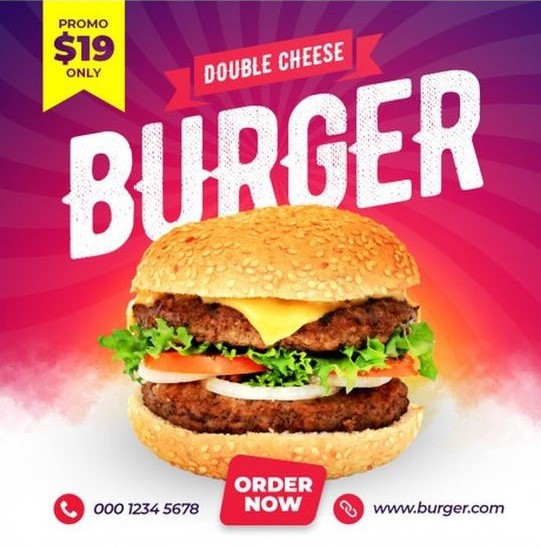 PROMO
$19
ONLY
DOUBLE CHEESE
BURGER
ORDER
NOW
000 1234 5678
www.burger.com